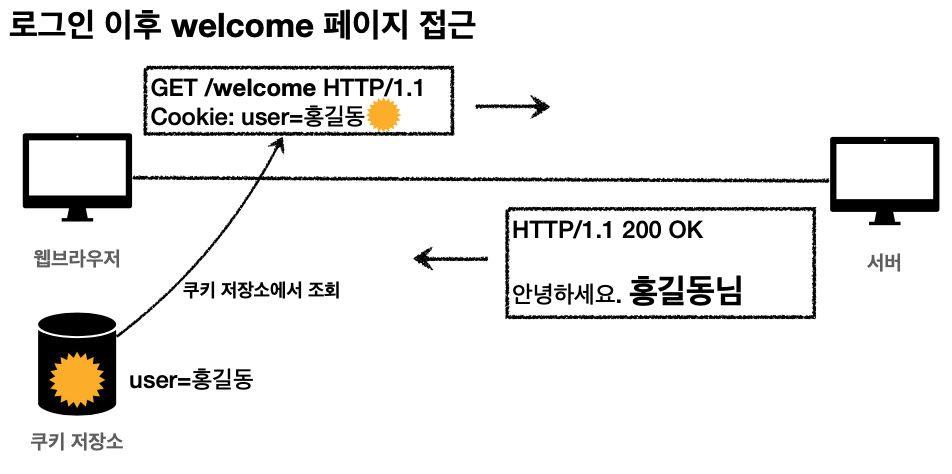 로그인 이후 welcome 페이지 접근
GET /welcome HTTP/1.1
Cookie: user=홍길동
웹브라우저
HTTP/1.1 200 OK
안녕하세요. 홍길동님
서버
쿠키 저장소에서 조회
user=홍길동
쿠키 저장소